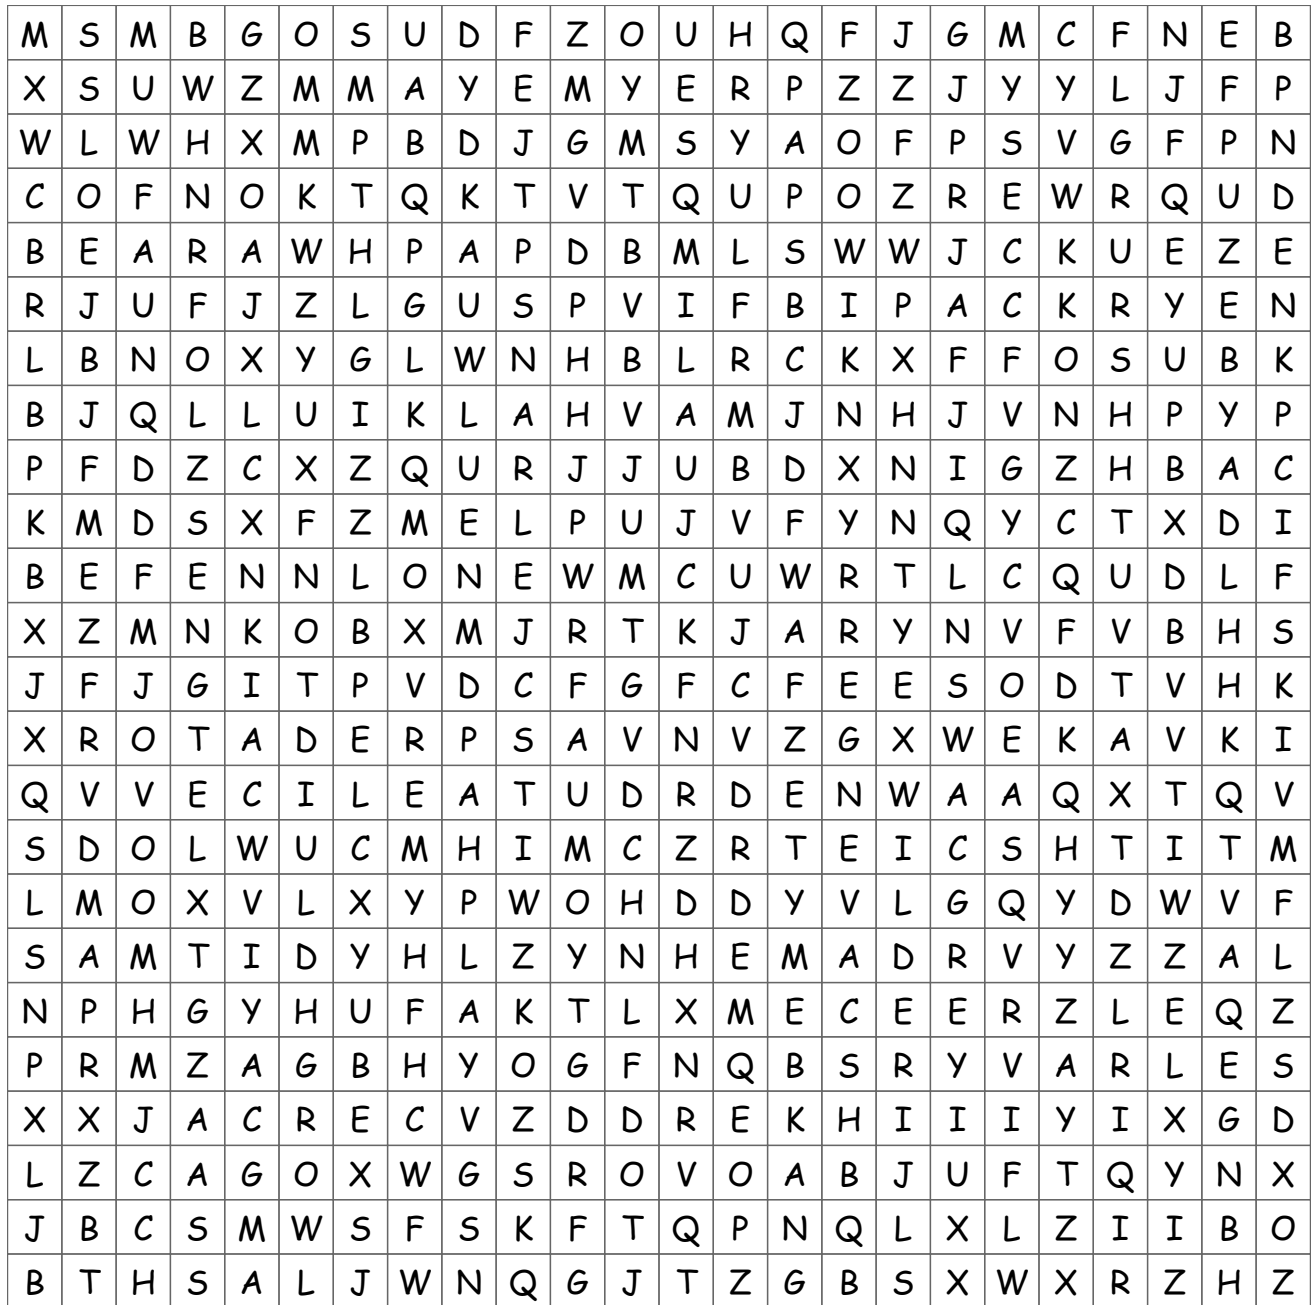 M S M B G O S U D F Z O U H Q F J G M C F N E B
X S U W Z M M A Y E M Y E R P Z Z J Y Y L J F P
W L W H X M P B D J G M S Y A O F P S V G F P N
C O F N O K T Q K T V T Q U P O Z R E W R Q U D
B E A R A W H P A P D B M L S W W J C K U E Z E
R J U F J Z L G U S P V I F B I P A C K R Y E N
L B N O X Y G L W N H B L R C K X F F O S U B K
B J Q L L U I K L A H V A M J N H J V N H P Y P
P F D Z C X Z Q U R J J U B D X N I G Z H B A C
K M D S X F Z M E L P U J V F Y N Q Y C T X D I
B E F E N N L O N E W M C U W R T L C Q U D L F
X Z M N K O B X M J R T K J A R Y N V F V B H S
J F J G I T P V D C F G F C F E E S O D T V H K
X R O T A D E R P S A V N V Z G X W E K A V K I
Q V V E C I L E A T U D R D E N W A A Q X T Q V
S D O L W U C M H I M C Z R T E I C S H T I T M
L M O X V L X Y P W O H D D Y V L G Q Y D W V F
S A M T I D Y H L Z Y N H E M A D R V Y Z Z A L
N P H G Y H U F A K T L X M E C E E R Z L E Q Z
P R M Z A G B H Y O G F N Q B S R Y V A R L E S
X X J A C R E C V Z D D R E K H I I I Y I X G D
L Z C A G O X W G S R O V O A B J U F T Q Y N X
J B C S M W S F S K F T Q P N Q L X L Z I I B O
B T H S A L J W N Q G J T Z G B S X W X R Z H Z